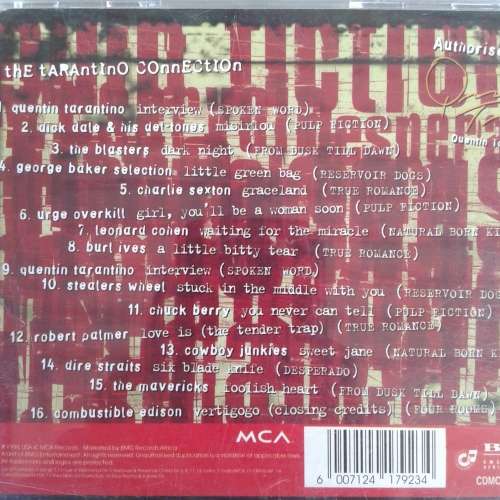 Authoris
tHE tARAntinO COnnECtiOn
Quentin T
1. quentin tarantino interview (SPOKEN WORD)
2. dick dale & his deltones misirlou (PULP FICTION)
3. the blasters dark night (FROM DUSK TILL DAWN)
4. george baker selection little green bag (RESERVOIR DOGS)
5. charlie sexton graceland (TRUE ROMANCE)
6. urge overkill girl, you'll be a woman soon (PULP FICTION)
7. leonard cohen waiting for the miracle (NATURAL BORN KI
8. burl ives a little bitty tear (TRUE ROMANCE)
9. quentin tarantino interview (SPOKEN WORD)
10. stealers wheel stuck in the middle with you (RESERVOIR DOG
11. chuck berry you never can tell (PULP FICTION)
12. robert palmer love is (the tender trap) (TRUE ROMANCE)
13. cowboy junkies sweet jane (NATURAL BORN K
14. dire straits six blade knife (DESPERADO)
15. the mavericks foolish heart (FROM DUSK TILL DAWN)
16. combustible edison vertigogo (closing credits) (FOUR ROOMS)
MCA
6 007124 179234
CDMC